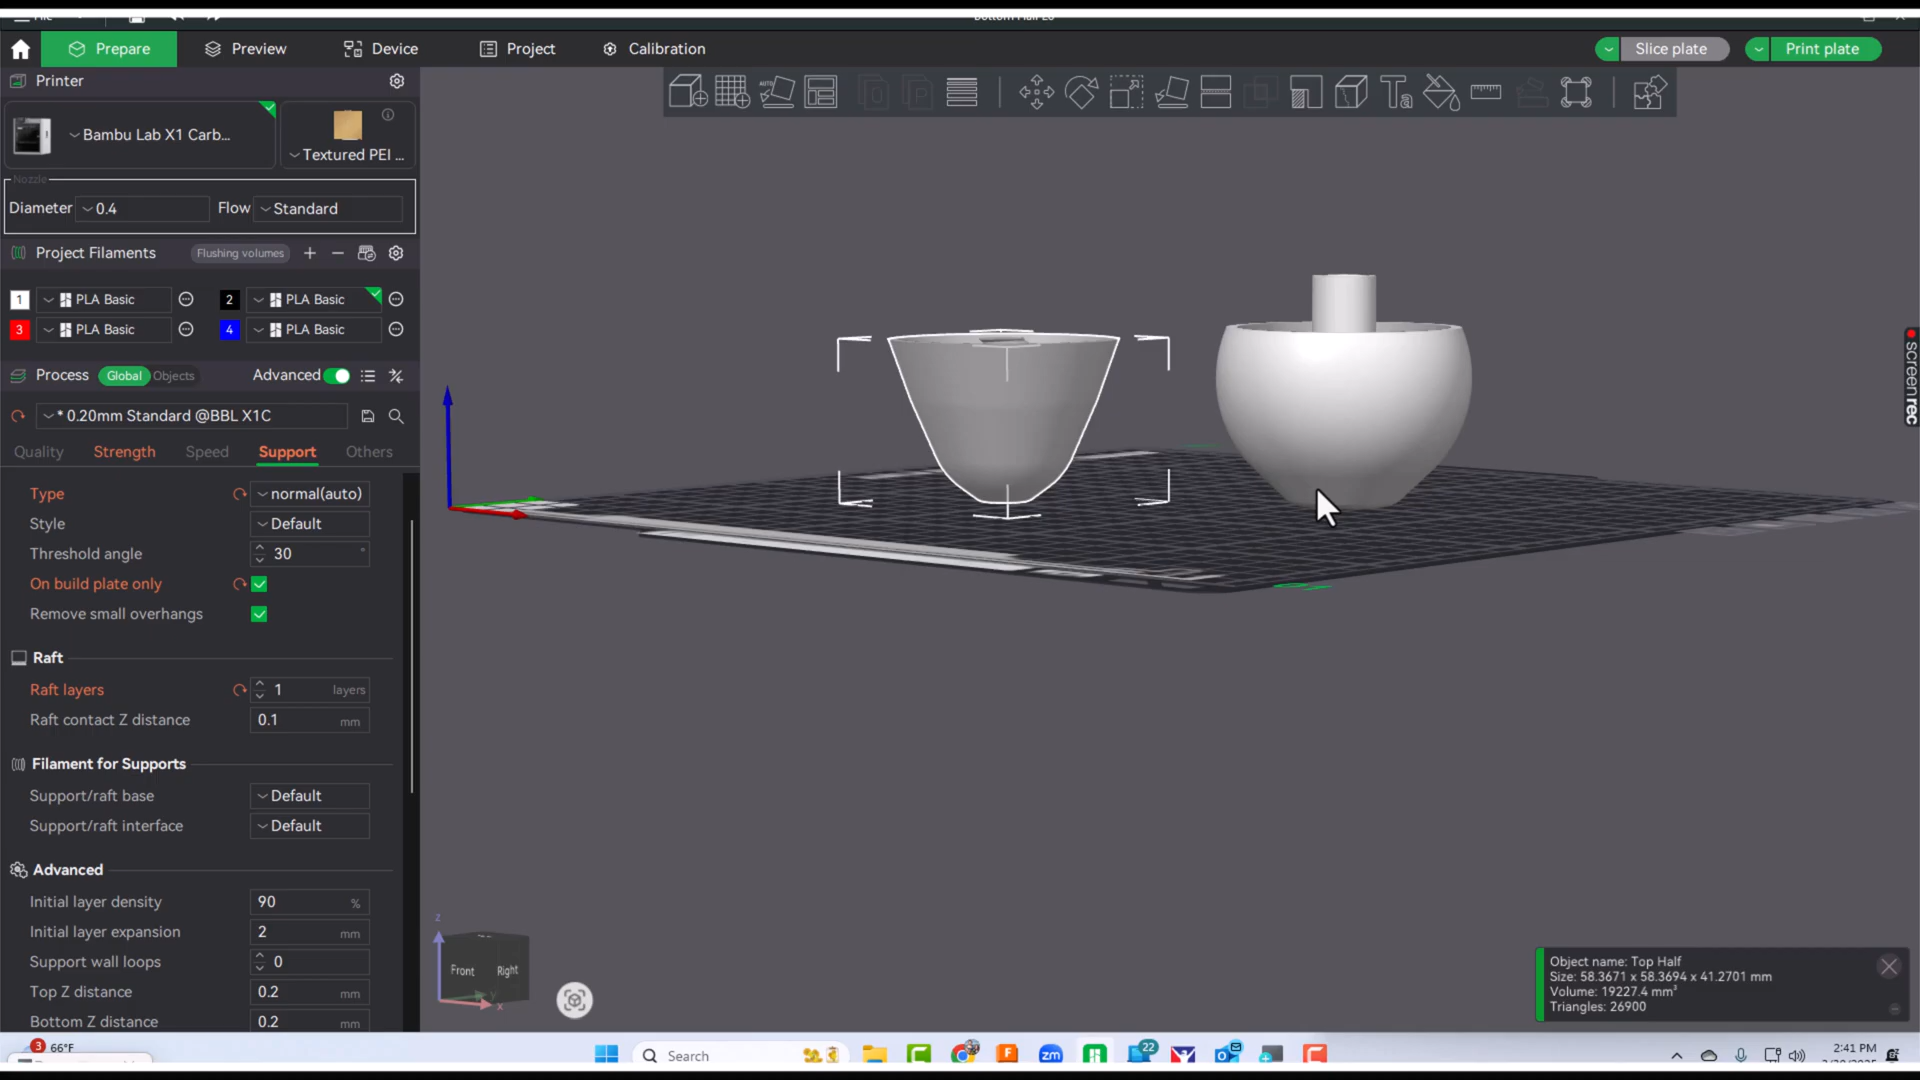 Prepare
Preview
Device
Project
Calibration
Slice plate
Print plate
Printer
Bambu Lab X1 Carb...
Textured PEI ...
Nozzle
Diameter 0.4 Flow Standard
Project Filaments Flushing volumes
1 PLA Basic 2 PLA Basic
3 PLA Basic 4 PLA Basic
Process Global Objects Advanced
* 0.20mm Standard @BBL X1C
Quality Strength Speed Support Others
Type normal(auto)
Style Default
Threshold angle 30 °
On build plate only
Remove small overhangs
Raft
Raft layers 1 layers
Raft contact Z distance 0.1 mm
Filament for Supports
Support/raft base Default
Support/raft interface Default
Advanced
Initial layer density 90 %
Initial layer expansion 2 mm
Support wall loops 0
Top Z distance 0.2 mm
Bottom Z distance 0.2 mm
AUTO
Ta
screenrec
z
Front Right
y
x
Object name: Top Half
Size: 58.3671 x 58.3694 x 41.2701 mm
Volume: 19227.4 mm³
Triangles: 26900
3 66°F
Search
F
zm
22
2:41 PM